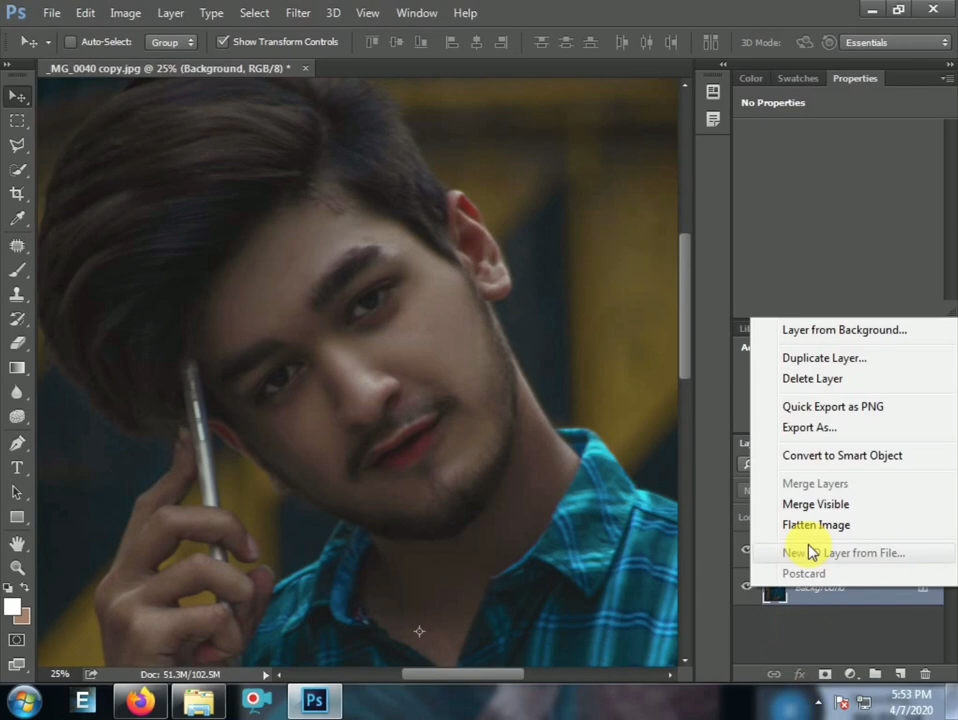 Ps File Edit Image Layer Type Select Filter 3D View Window Help
Auto-Select: Group Show Transform Controls 3D Mode: Essentials
_MG_0040 copy.jpg @ 25% (Background, RGB/8) *
Color Swatches Properties
No Properties
Layer from Background...
Duplicate Layer...
Delete Layer
Quick Export as PNG
Export As...
Convert to Smart Object
Merge Layers
Merge Visible
Flatten Image
Layer from File...
Postcard
Background
25% Doc: 51.3M/102.5M
E Ps
5:53 PM
4/7/2020